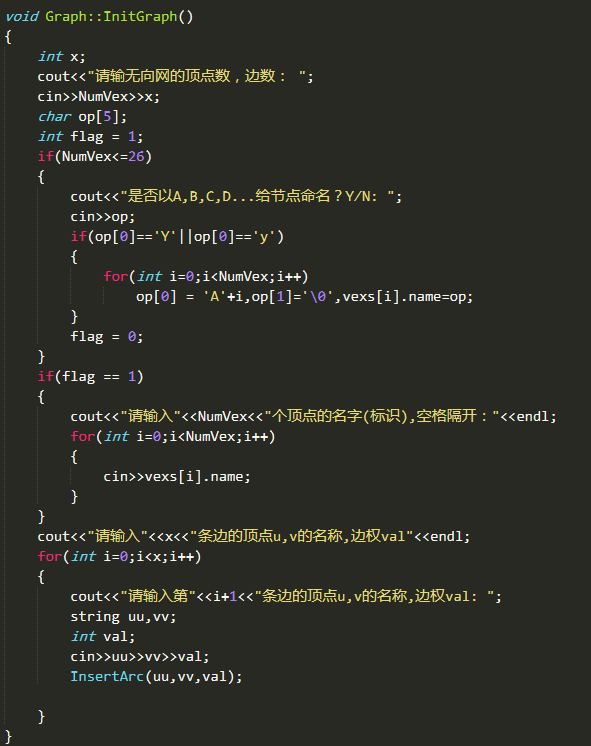 void Graph::InitGraph()
{
    int x;
    cout<<"请输无向网的顶点数，边数： ";
    cin>>NumVex>>x;
    char op[5];
    int flag = 1;
    if(NumVex<=26)
    {
        cout<<"是否以A,B,C,D...给节点命名？Y/N: ";
        cin>>op;
        if(op[0]=='Y'||op[0]=='y')
        {
            for(int i=0;i<NumVex;i++)
                op[0] = 'A'+i,op[1]='\0',vexs[i].name=op;
        }
        flag = 0;
    }
    if(flag == 1)
    {
        cout<<"请输入"<<NumVex<<"个顶点的名字(标识),空格隔开："<<endl;
        for(int i=0;i<NumVex;i++)
        {
            cin>>vexs[i].name;
        }
    }
    cout<<"请输入"<<x<<"条边的顶点u,v的名称,边权val"<<endl;
    for(int i=0;i<x;i++)
    {
        cout<<"请输入第"<<i+1<<"条边的顶点u,v的名称,边权val: ";
        string uu,vv;
        int val;
        cin>>uu>>vv>>val;
        InsertArc(uu,vv,val);
    }
}